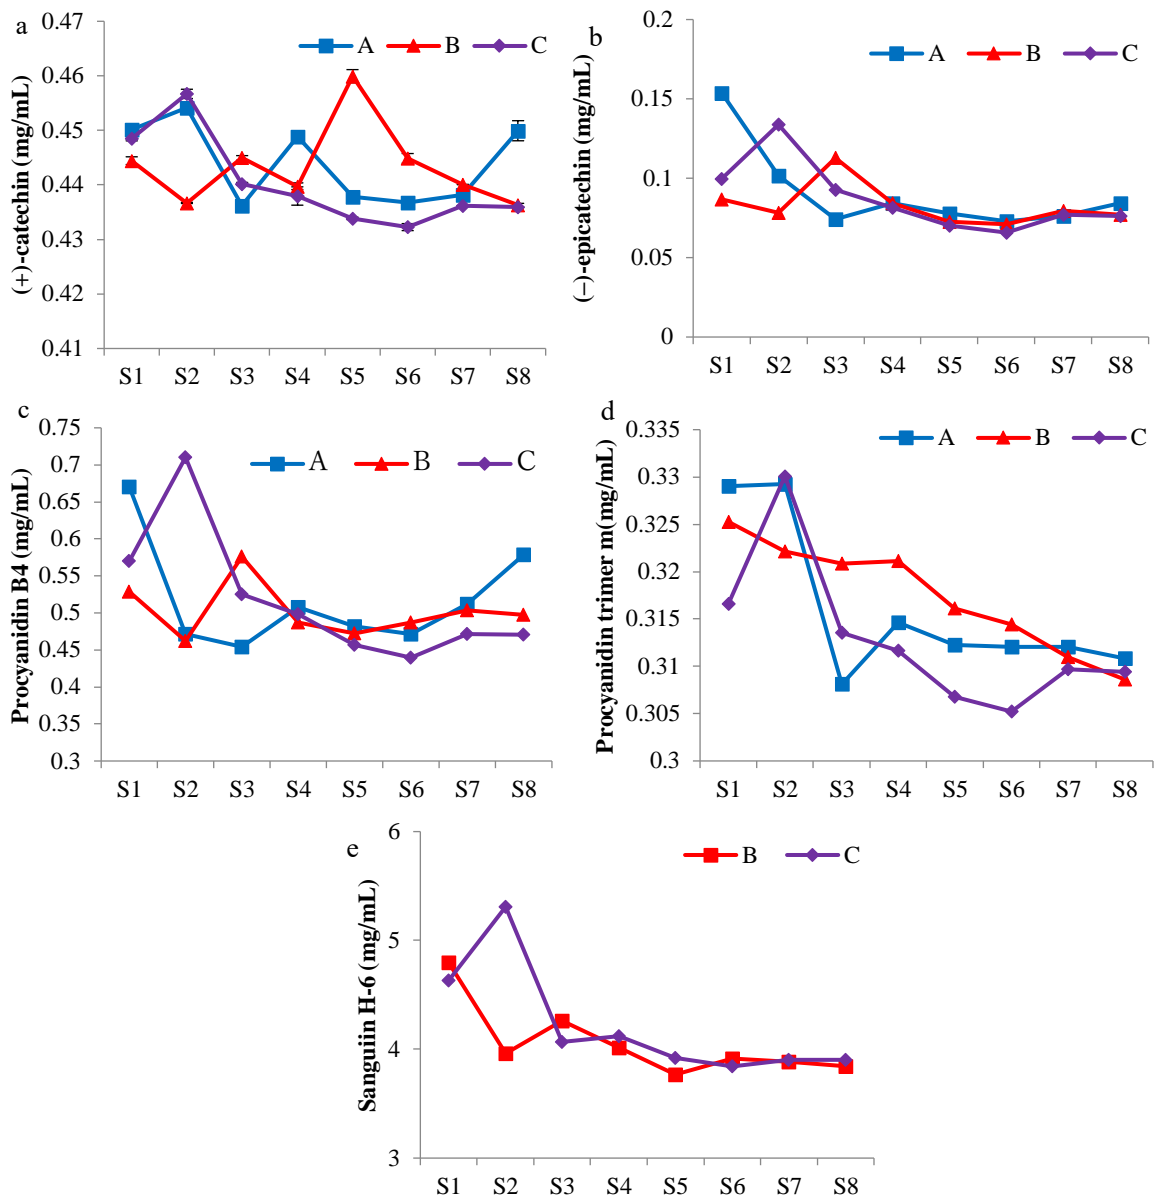 a
(+)-catechin (mg/mL)
A B C
0.47
0.46
0.45
0.44
0.43
0.42
0.41
S1 S2 S3 S4 S5 S6 S7 S8
b
(−)-epicatechin (mg/mL)
A B C
0.2
0.15
0.1
0.05
0
S1 S2 S3 S4 S5 S6 S7 S8
c
Procyanidin B4 (mg/mL)
A B C
0.75
0.7
0.65
0.6
0.55
0.5
0.45
0.4
0.35
0.3
S1 S2 S3 S4 S5 S6 S7 S8
d
Procyanidin trimer m(mg/mL)
A B C
0.335
0.33
0.325
0.32
0.315
0.31
0.305
0.3
S1 S2 S3 S4 S5 S6 S7 S8
e
Sanguiin H-6 (mg/mL)
B C
6
5
4
3
S1 S2 S3 S4 S5 S6 S7 S8